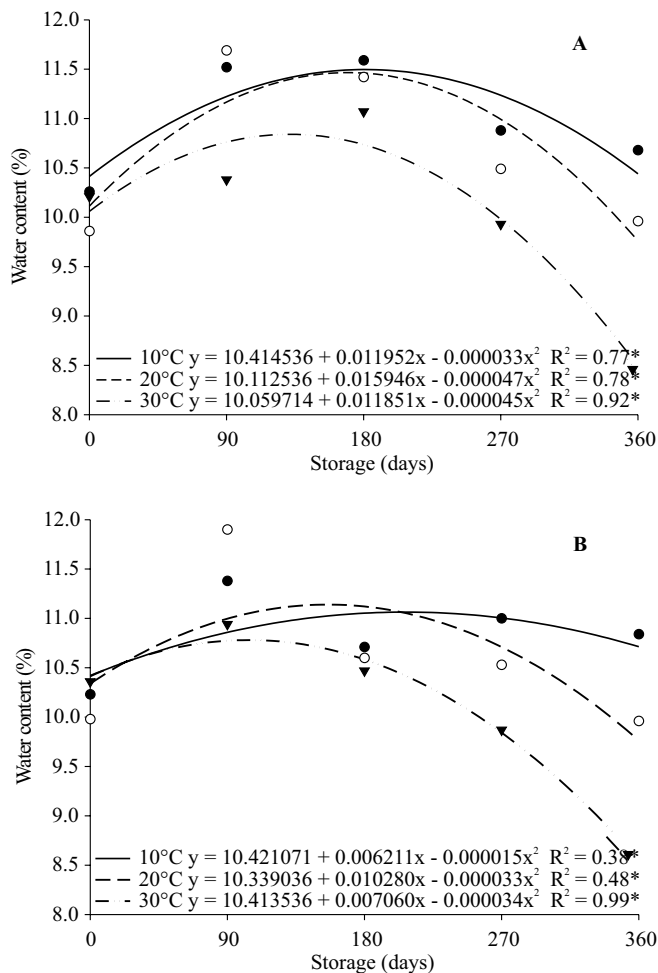 A
12.0
11.5
11.0
10.5
10.0
9.5
9.0
8.5
8.0
Water content (%)
10°C y = 10.414536 + 0.011952x - 0.000033x² R² = 0.77*
20°C y = 10.112536 + 0.015946x - 0.000047x² R² = 0.78*
30°C y = 10.059714 + 0.011851x - 0.000045x² R² = 0.92*
0 90 180 270 360
Storage (days)
B
12.0
11.5
11.0
10.5
10.0
9.5
9.0
8.5
8.0
Water content (%)
10°C y = 10.421071 + 0.006211x - 0.000015x² R² = 0.38*
20°C y = 10.339036 + 0.010280x - 0.000033x² R² = 0.48*
30°C y = 10.413536 + 0.007060x - 0.000034x² R² = 0.99*
0 90 180 270 360
Storage (days)